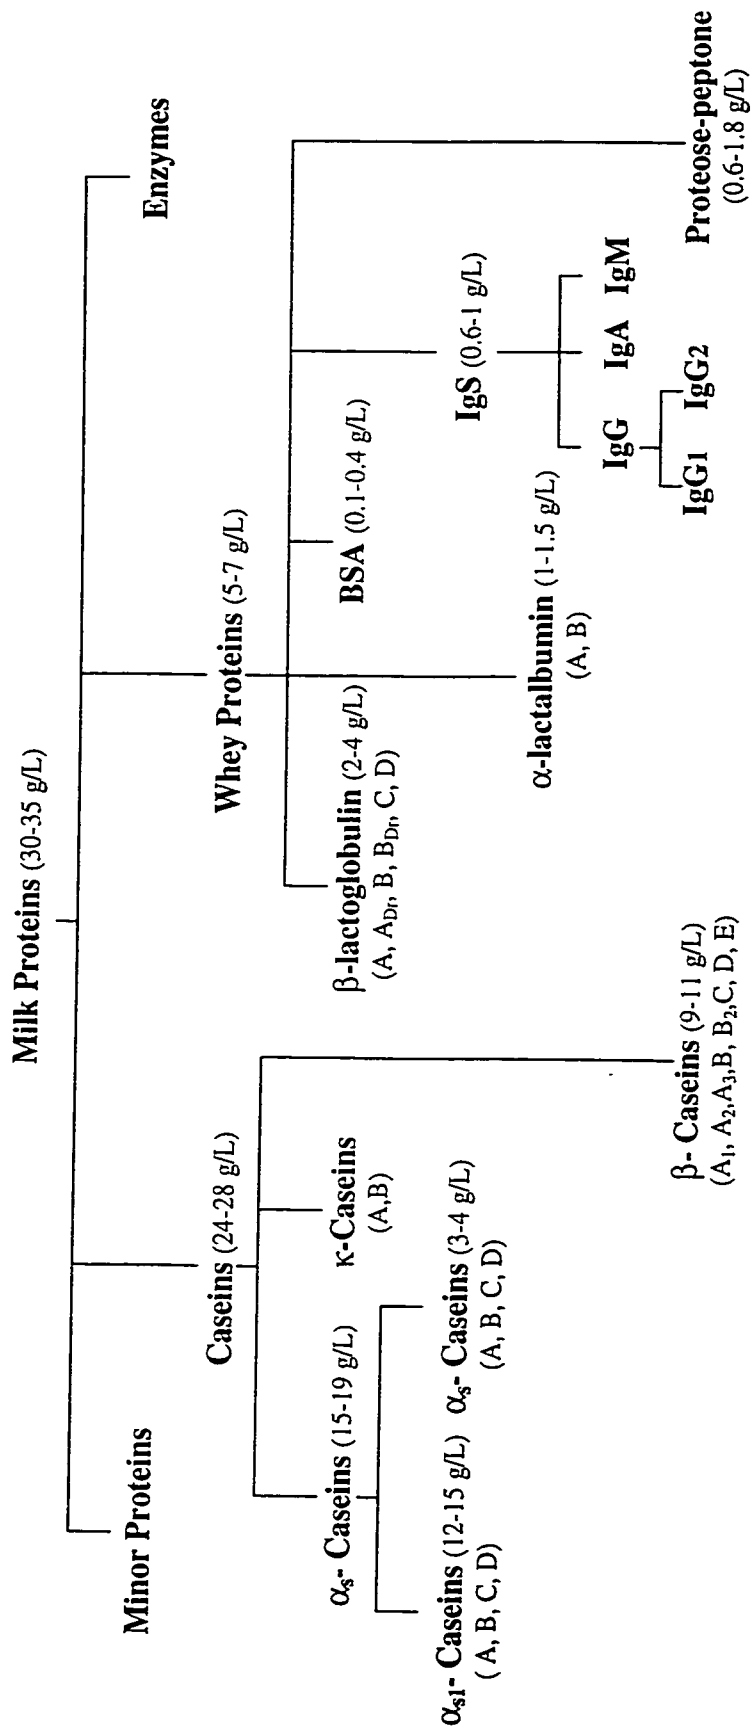 Milk Proteins (30-35 g/L)
Minor Proteins
Caseins (24-28 g/L)
Whey Proteins (5-7 g/L)
Enzymes
αs- Caseins (15-19 g/L)
κ-Caseins
(A,B)
β-lactoglobulin (2-4 g/L)
(A, ADr, B, BDr, C, D)
BSA (0.1-0.4 g/L)
IgS (0.6-1 g/L)
αs1- Caseins (12-15 g/L)
( A, B, C, D)
αs- Caseins (3-4 g/L)
(A, B, C, D)
α-lactalbumin (1-1.5 g/L)
(A, B)
IgG IgA IgM
IgG1 IgG2
β- Caseins (9-11 g/L)
(A1, A2,A3,B, B2,C, D, E)
Proteose-peptone
(0.6-1.8 g/L)